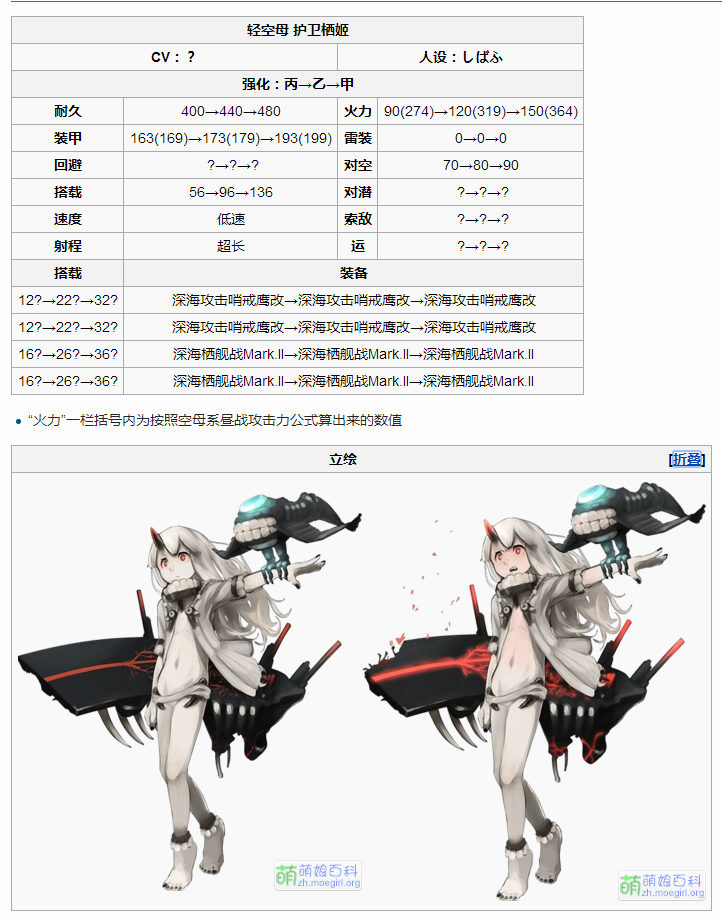 轻空母 护卫栖姬
CV：？ 人设：しばふ
强化：丙→乙→甲
耐久 400→440→480 火力 90(274)→120(319)→150(364)
装甲 163(169)→173(179)→193(199) 雷装 0→0→0
回避 ?→?→? 对空 70→80→90
搭载 56→96→136 对潜 ?→?→?
速度 低速 索敌 ?→?→?
射程 超长 运 ?→?→?
搭载 装备
12?→22?→32? 深海攻击哨戒鹰改→深海攻击哨戒鹰改→深海攻击哨戒鹰改
12?→22?→32? 深海攻击哨戒鹰改→深海攻击哨戒鹰改→深海攻击哨戒鹰改
16?→26?→36? 深海栖舰战Mark.II→深海栖舰战Mark.II→深海栖舰战Mark.II
16?→26?→36? 深海栖舰战Mark.II→深海栖舰战Mark.II→深海栖舰战Mark.II
“火力”一栏括号内为按照空母系昼战攻击力公式算出来的数值
立绘 [折叠]
萌 萌娘百科
zh.moegirl.org
萌 萌娘百科
zh.moegirl.org